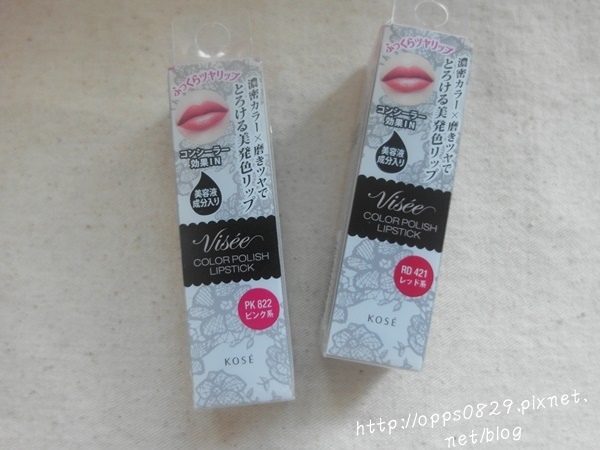 ふっくらツヤリップ
濃密カラー×磨きツヤで
とろける美発色リップ
コンシーラー
効果IN
美容液
成分入り
Visée
COLOR POLISH
LIPSTICK
PK 822
ピンク系
KOSÉ
ふっくらツヤリップ
濃密カラー×磨きツヤで
とろける美発色リップ
コンシーラー
効果IN
美容液
成分入り
Visée
COLOR POLISH
LIPSTICK
RD 421
レッド系
KOSÉ
http://opps0829.pixnet.
net/blog